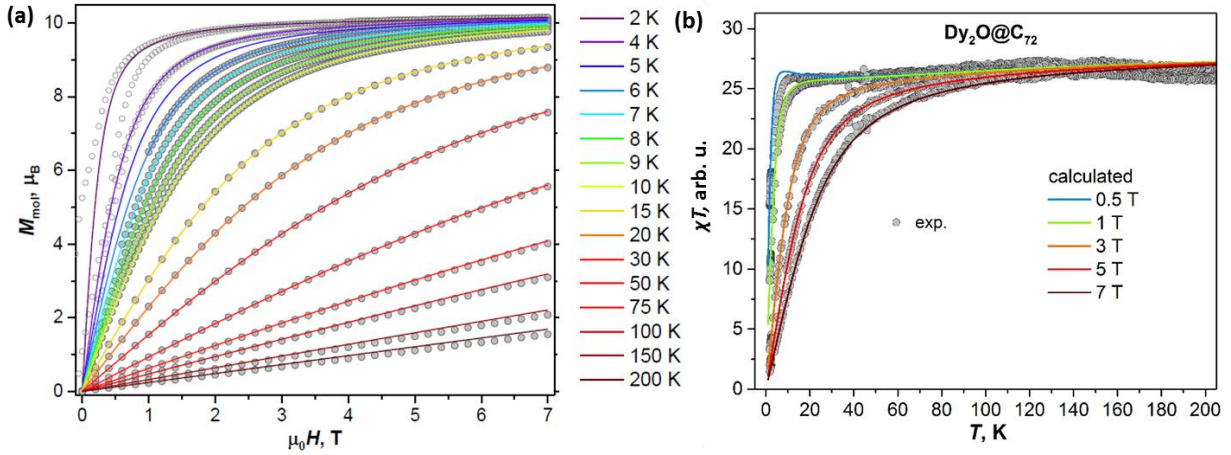 (a)
10
8
6
4
2
0
M_mol, μ_B
0 1 2 3 4 5 6 7
μ₀H, T
2 K
4 K
5 K
6 K
7 K
8 K
9 K
10 K
15 K
20 K
30 K
50 K
75 K
100 K
150 K
200 K
(b)
Dy₂O@C₇₂
30
25
20
15
10
5
0
χT, arb. u.
calculated
0.5 T
1 T
3 T
5 T
7 T
exp.
0 20 40 60 80 100 120 140 160 180 200
T, K